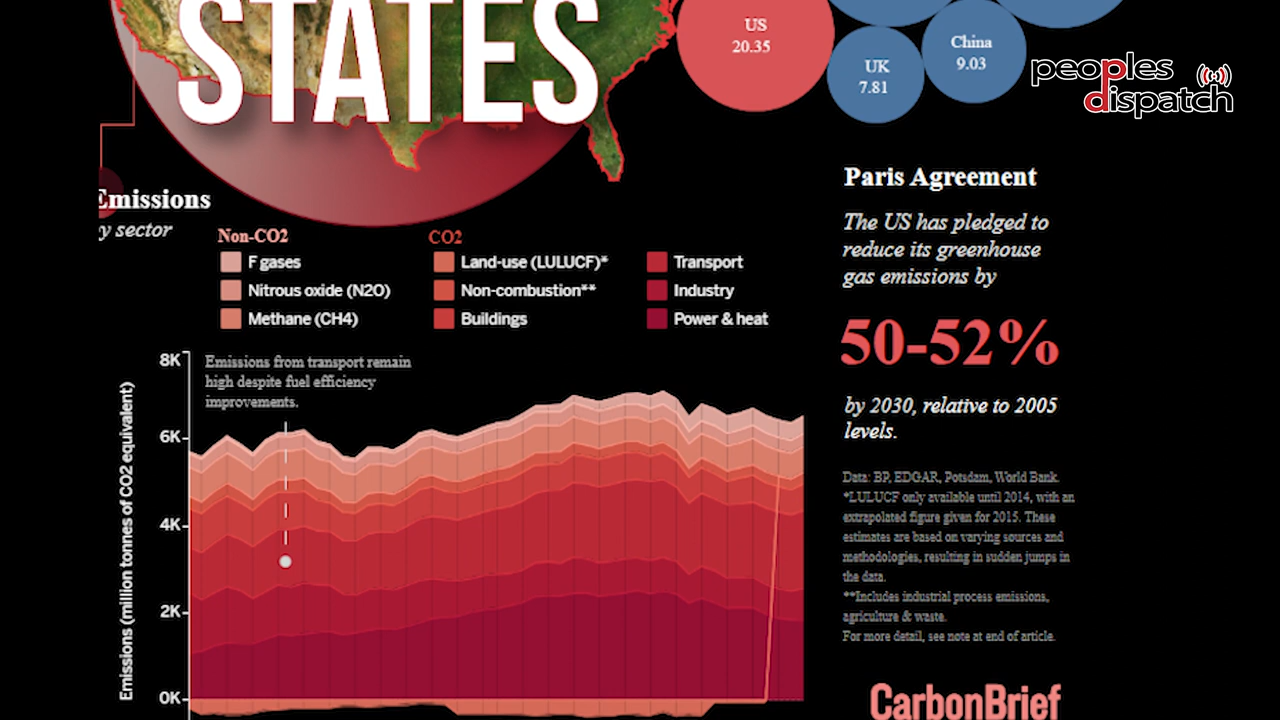 STATES
US
20.35
UK
7.81
China
9.03
peoples
dispatch
Emissions
y sector
Non-CO2
F gases
Nitrous oxide (N2O)
Methane (CH4)
CO2
Land-use (LULUCF)*
Non-combustion**
Buildings
Transport
Industry
Power & heat
Emissions (million tonnes of CO2 equivalent)
8K
6K
4K
2K
0K
Emissions from transport remain
high despite fuel efficiency
improvements.
Paris Agreement
The US has pledged to
reduce its greenhouse
gas emissions by
50-52%
by 2030, relative to 2005
levels.
Data: BP, EDGAR, Potsdam, World Bank.
*LULUCF only available until 2014, with an
extrapolated figure given for 2015. These
estimates are based on varying sources and
methodologies, resulting in sudden jumps in
the data.
**Includes industrial process emissions,
agriculture & waste.
For more detail, see note at end of article.
CarbonBrief